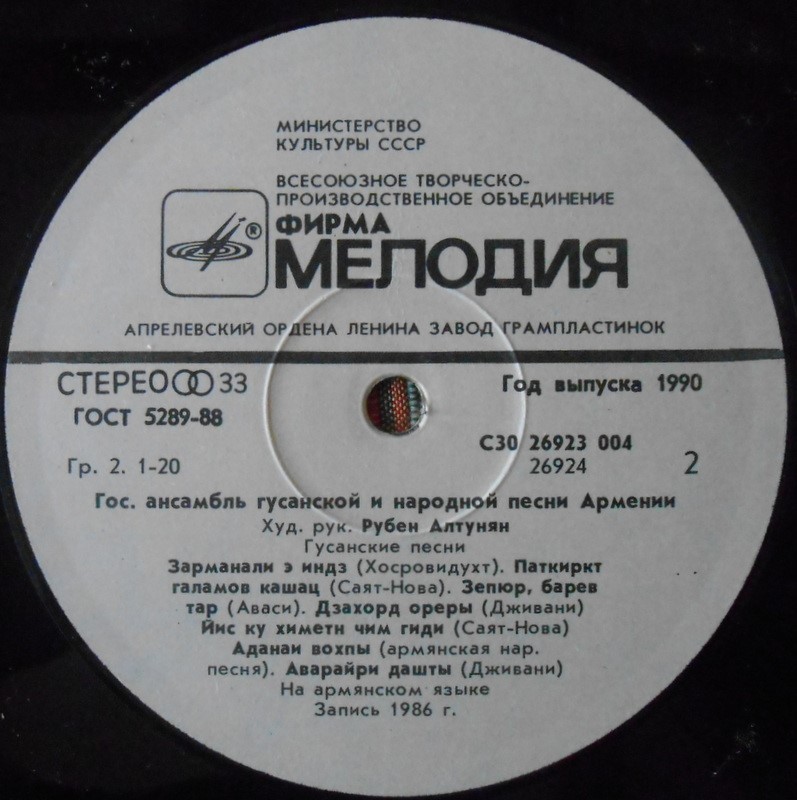 МИНИСТЕРСТВО
КУЛЬТУРЫ СССР
ВСЕСОЮЗНОЕ ТВОРЧЕСКО-
ПРОИЗВОДСТВЕННОЕ ОБЪЕДИНЕНИЕ
ФИРМА
®
МЕЛОДИЯ
АПРЕЛЕВСКИЙ ОРДЕНА ЛЕНИНА ЗАВОД ГРАМПЛАСТИНОК
СТЕРЕО 33
Год выпуска 1990
ГОСТ 5289-88
С30 26923 004
Гр. 2. 1-20
26924
2
Гос. ансамбль гусанской и народной песни Армении
Худ. рук. Рубен Алтунян
Гусанские песни
Зарманали э индз (Хосровидухт). Паткиркт
галамов кашац (Саят-Нова). Зепюр, барев
тар (Аваси). Дзахорд ореры (Дживани)
Йис ку химетн чим гиди (Саят-Нова)
Аданаи вохпы (армянская нар.
песня). Аварайри дашты (Дживани)
На армянском языке
Запись 1986 г.